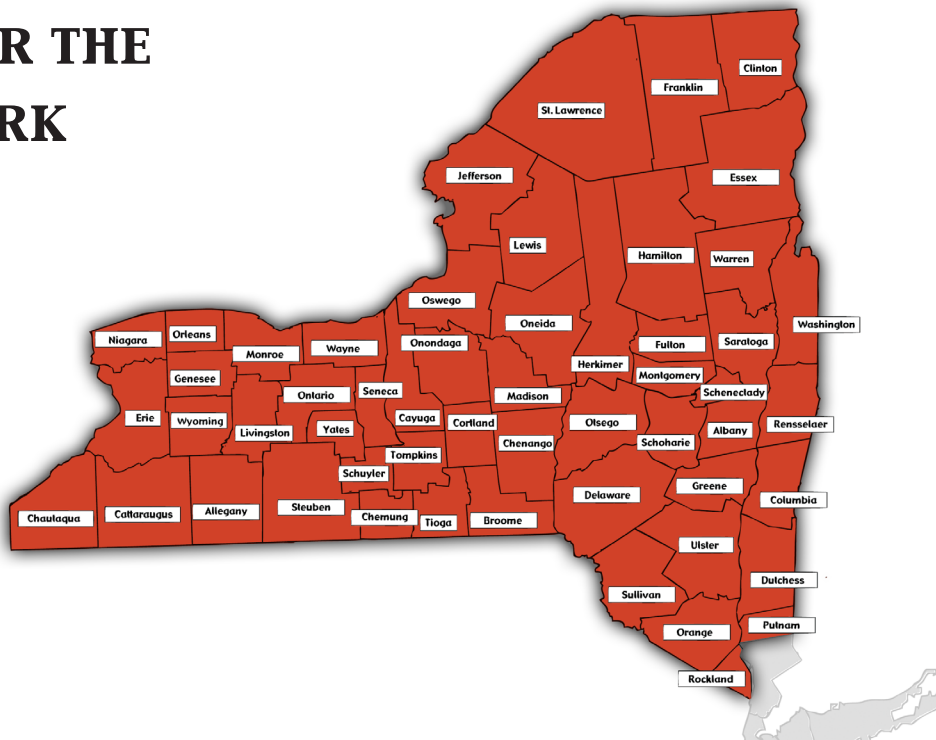 R THE
RK
Clinton
Franklin
St. Lawrence
Jefferson
Essex
Lewis
Hamilton
Warren
Oswego
Oneida
Washington
Niagara
Orleans
Monroe
Wayne
Onondaga
Fulton
Saratoga
Herkimer
Montgomery
Genesee
Ontario
Seneca
Madison
Schenectady
Erie
Wyoming
Livingston
Yates
Cayuga
Cortland
Chenango
Otsego
Schoharie
Albany
Rensselaer
Tompkins
Schuyler
Chautaqua
Cattaraugus
Allegany
Steuben
Chemung
Tioga
Broome
Delaware
Greene
Columbia
Ulster
Dutchess
Sullivan
Putnam
Orange
Rockland